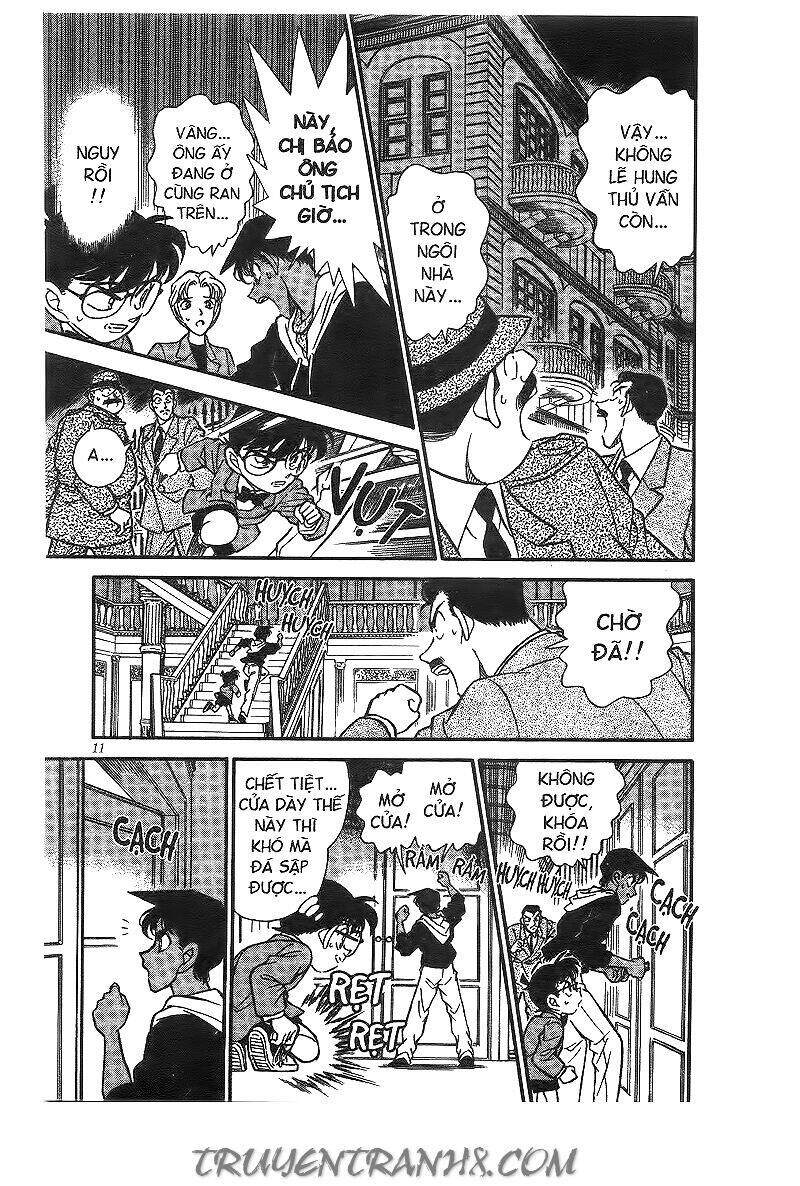 VẬY...
KHÔNG
LẼ HUNG
THỦ VẪN
CÒN...
Ở
TRONG
NGÔI
NHÀ
NÀY...
NÀY,
CHỊ BẢO
ÔNG
CHỦ TỊCH
GIỜ...
VÂNG...
ÔNG ẤY
ĐANG Ở
CÙNG RAN
TRÊN...
NGUY
RỒI
!!
VỤT
A...
CHỜ
ĐÃ!!
HUỴCH
HUỴCH
11
KHÔNG
ĐƯỢC,
KHÓA
RỒI!!
CẠCH
CẠCH
HUỴCH HUỴCH
MỞ
CỬA!
MỞ
CỬA!
RẦM
RẦM
CHẾT TIỆT...
CỬA DÀY THẾ
NÀY THÌ
KHÓ MÀ
ĐÁ SẬP
ĐƯỢC...
RẸT
RẸT
CẠCH
TRUYENTRANH8.COM